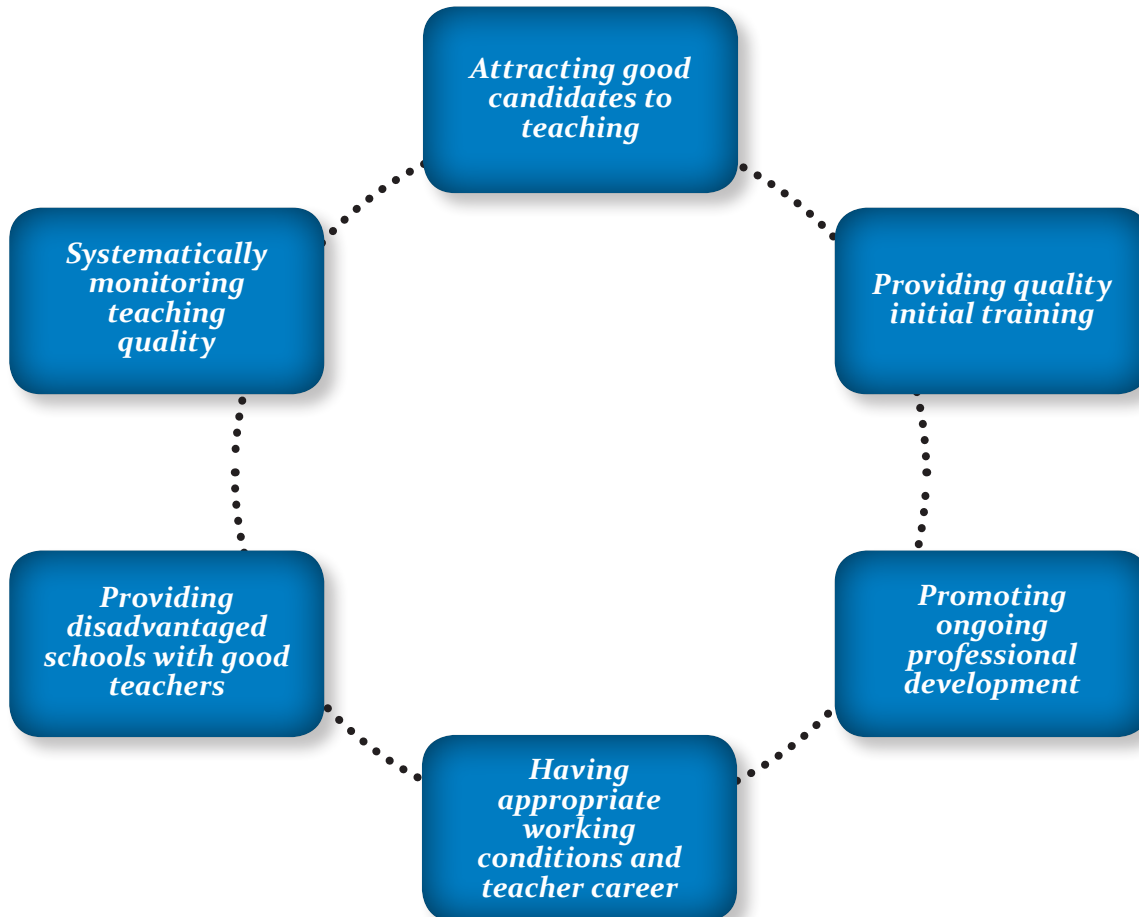 Attracting good
candidates to
teaching
Systematically
monitoring
teaching
quality
Providing quality
initial training
Providing
disadvantaged
schools with good
teachers
Promoting
ongoing
professional
development
Having
appropriate
working
conditions and
teacher career